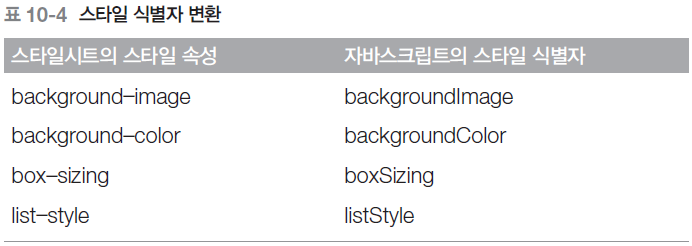 표 10-4 스타일 식별자 변환
스타일시트의 스타일 속성 자바스크립트의 스타일 식별자
background–image backgroundImage
background–color backgroundColor
box–sizing boxSizing
list–style listStyle